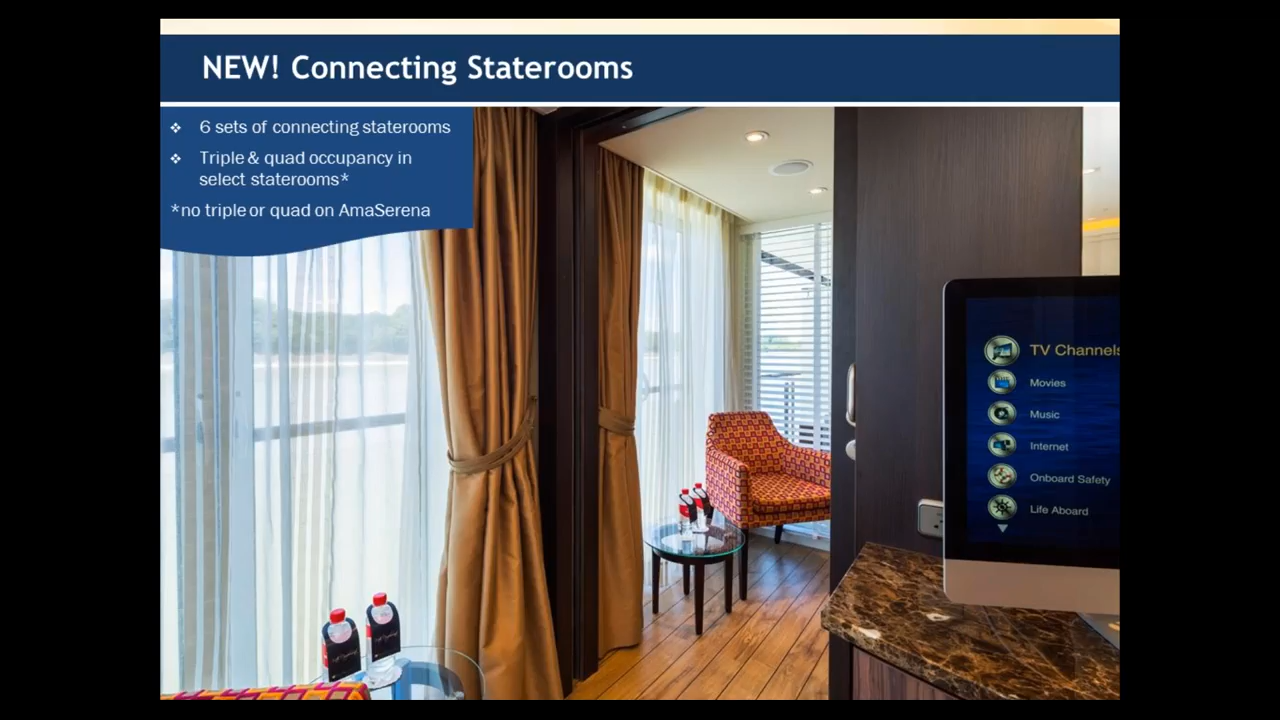 NEW! Connecting Staterooms
❖ 6 sets of connecting staterooms
❖ Triple & quad occupancy in
select staterooms*
*no triple or quad on AmaSerena
TV Channels
Movies
Music
Internet
Onboard Safety
Life Aboard